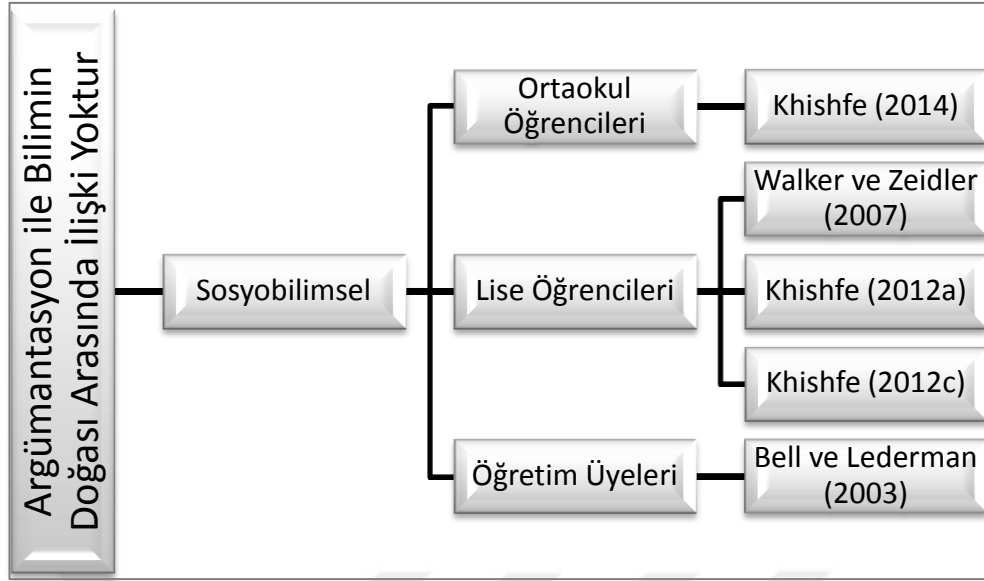 Argümantasyon ile Bilimin
Doğası Arasında İlişki Yoktur
Sosyobilimsel
Ortaokul
Öğrencileri
Khishfe (2014)
Lise Öğrencileri
Walker ve Zeidler
(2007)
Khishfe (2012a)
Khishfe (2012c)
Öğretim Üyeleri
Bell ve Lederman
(2003)